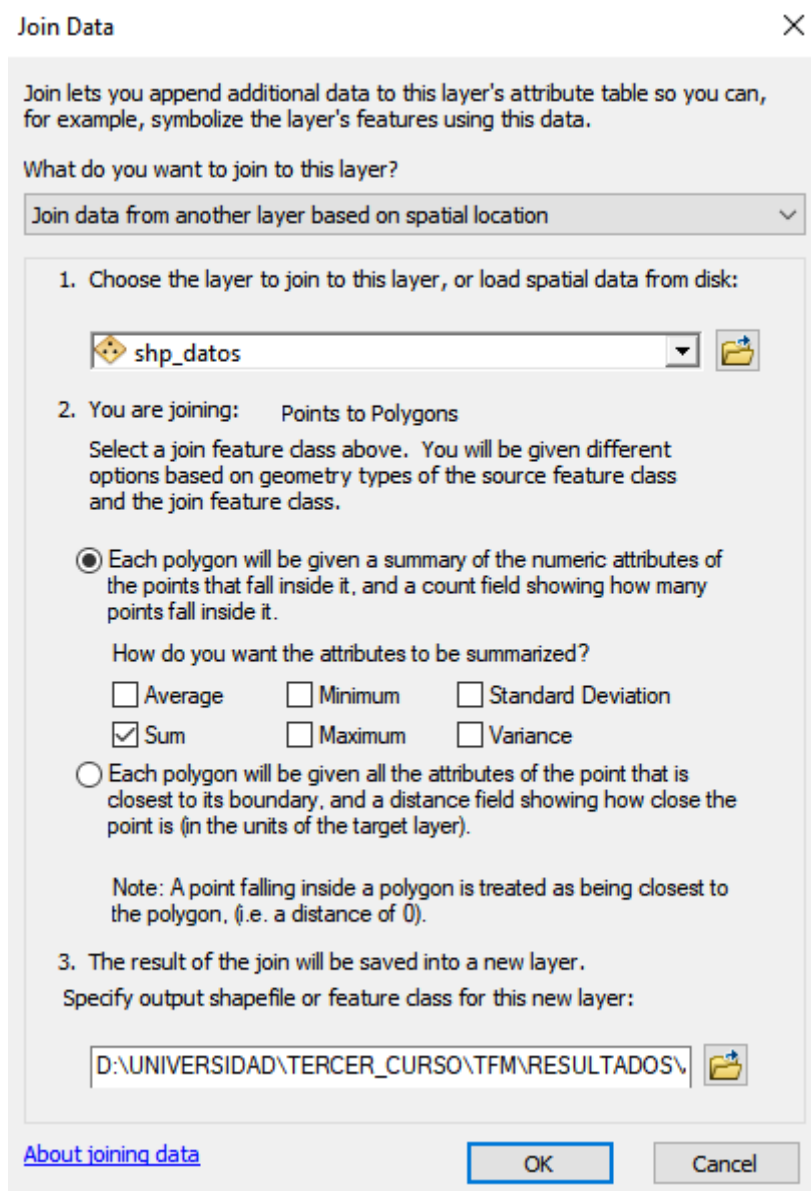 Join Data
Join lets you append additional data to this layer's attribute table so you can,
for example, symbolize the layer's features using this data.
What do you want to join to this layer?
Join data from another layer based on spatial location
1. Choose the layer to join to this layer, or load spatial data from disk:
shp_datos
2. You are joining: Points to Polygons
Select a join feature class above. You will be given different
options based on geometry types of the source feature class
and the join feature class.
Each polygon will be given a summary of the numeric attributes of
the points that fall inside it, and a count field showing how many
points fall inside it.
How do you want the attributes to be summarized?
Average Minimum Standard Deviation
Sum Maximum Variance
Each polygon will be given all the attributes of the point that is
closest to its boundary, and a distance field showing how close the
point is (in the units of the target layer).
Note: A point falling inside a polygon is treated as being closest to
the polygon, (i.e. a distance of 0).
3. The result of the join will be saved into a new layer.
Specify output shapefile or feature class for this new layer:
D:\UNIVERSIDAD\TERCER_CURSO\TFM\RESULTADOS\
About joining data OK Cancel